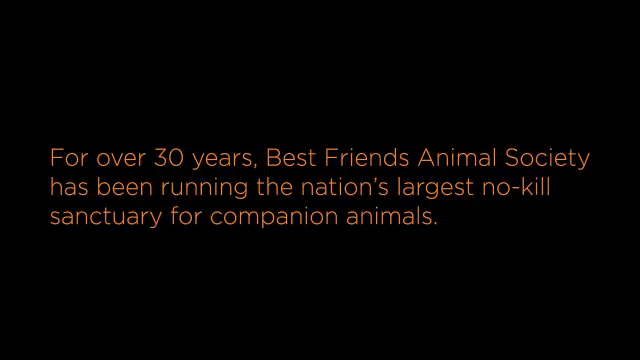 For over 30 years, Best Friends Animal Society
has been running the nation’s largest no-kill
sanctuary for companion animals.